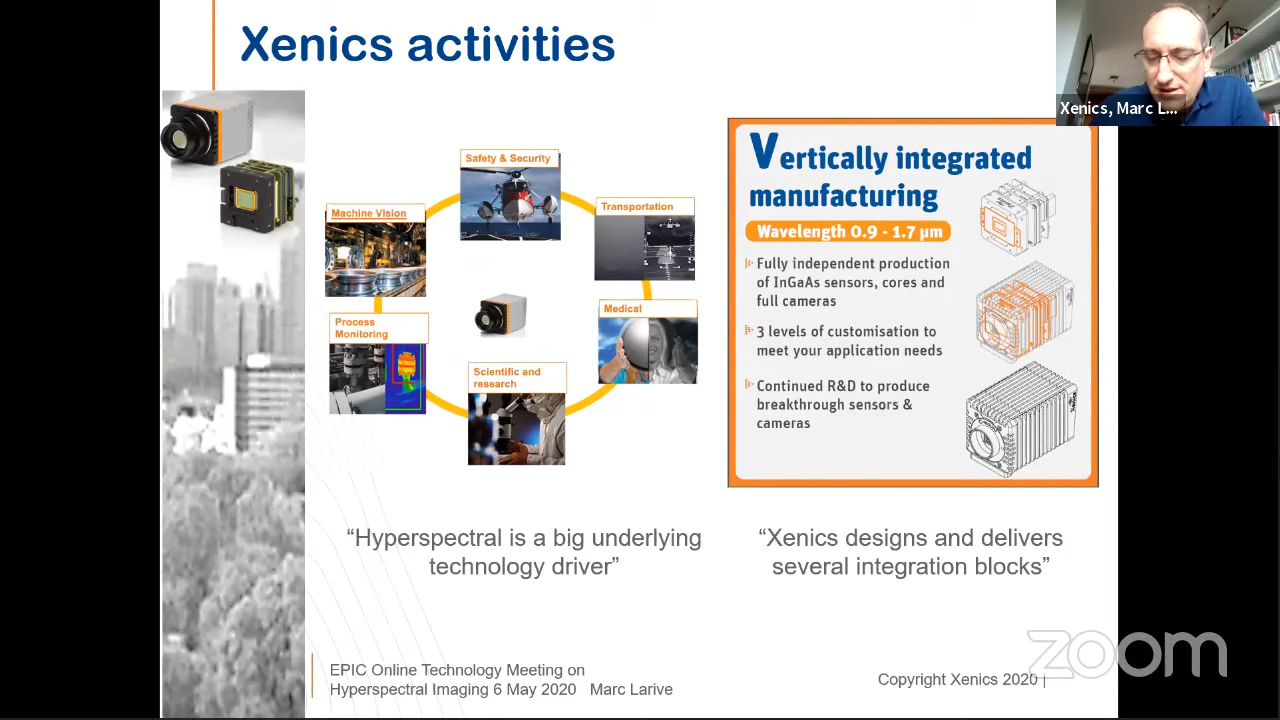 Xenics activities
Xenics, Marc L...
Safety & Security
Machine Vision
Transportation
Process
Monitoring
Medical
Scientific and
research
Vertically integrated
manufacturing
Wavelength 0.9 - 1.7 µm
Fully independent production
of InGaAs sensors, cores and
full cameras
3 levels of customisation to
meet your application needs
Continued R&D to produce
breakthrough sensors &
cameras
“Hyperspectral is a big underlying
technology driver”
“Xenics designs and delivers
several integration blocks”
EPIC Online Technology Meeting on
Hyperspectral Imaging 6 May 2020 Marc Larive
Copyright Xenics 2020 |
zoom